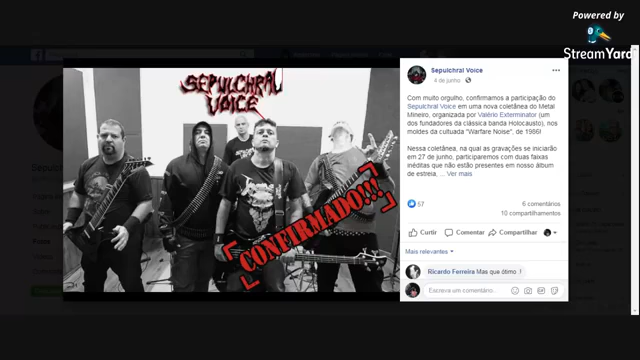 Powered by
StreamYard
SEPULCHRAL
VOICE
CONFIRMADO!!!
Sepulchral Voice
4 de junho
Com muito orgulho, confirmamos a participação do
Sepulchral Voice em uma nova coletânea do Metal
Mineiro, organizada por Valério Exterminator (um
dos fundadores da clássica banda Holocausto), nos
moldes da cultuada "Warfare Noise", de 1986!
Nessa coletânea, na qual as gravações se iniciarão
em 27 de junho, participaremos com duas faixas
inéditas que não estão presentes em nosso álbum
de estreia, ... Ver mais
57
6 comentários
10 compartilhamentos
Curtir Comentar Compartilhar
Mais relevantes
Ricardo Ferreira Mas que ótimo !
Escreva um comentário...